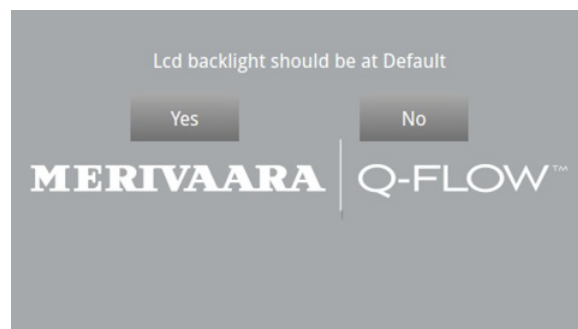 Lcd backlight should be at Default
Yes No
MERIVAARA Q-FLOW™